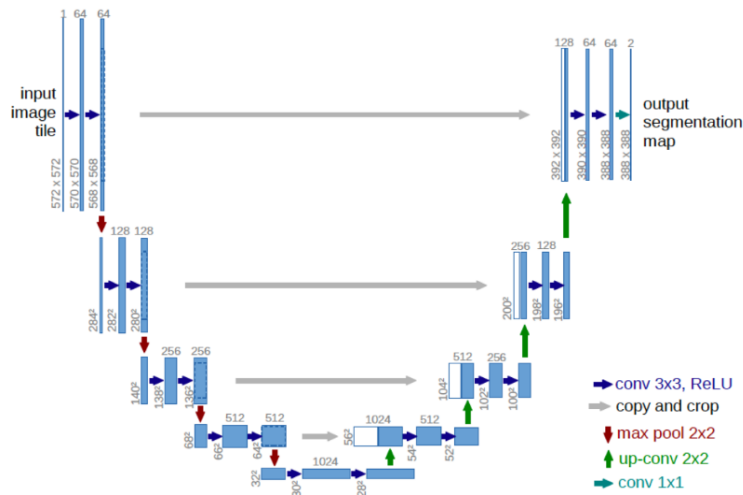 1 64 64
128 64 64 2
input
image
tile
output
segmentation
map
572 x 572
570 x 570
568 x 568
392 x 392
390 x 390
388 x 388
388 x 388
128 128
256 128
284²
282²
280²
200²
198²
196²
256 256
512 256
140²
138²
136²
104²
102²
100²
512 512
1024 512
68²
66²
64²
56²
54²
52²
1024
32²
30²
28²
conv 3x3, ReLU
copy and crop
max pool 2x2
up-conv 2x2
conv 1x1